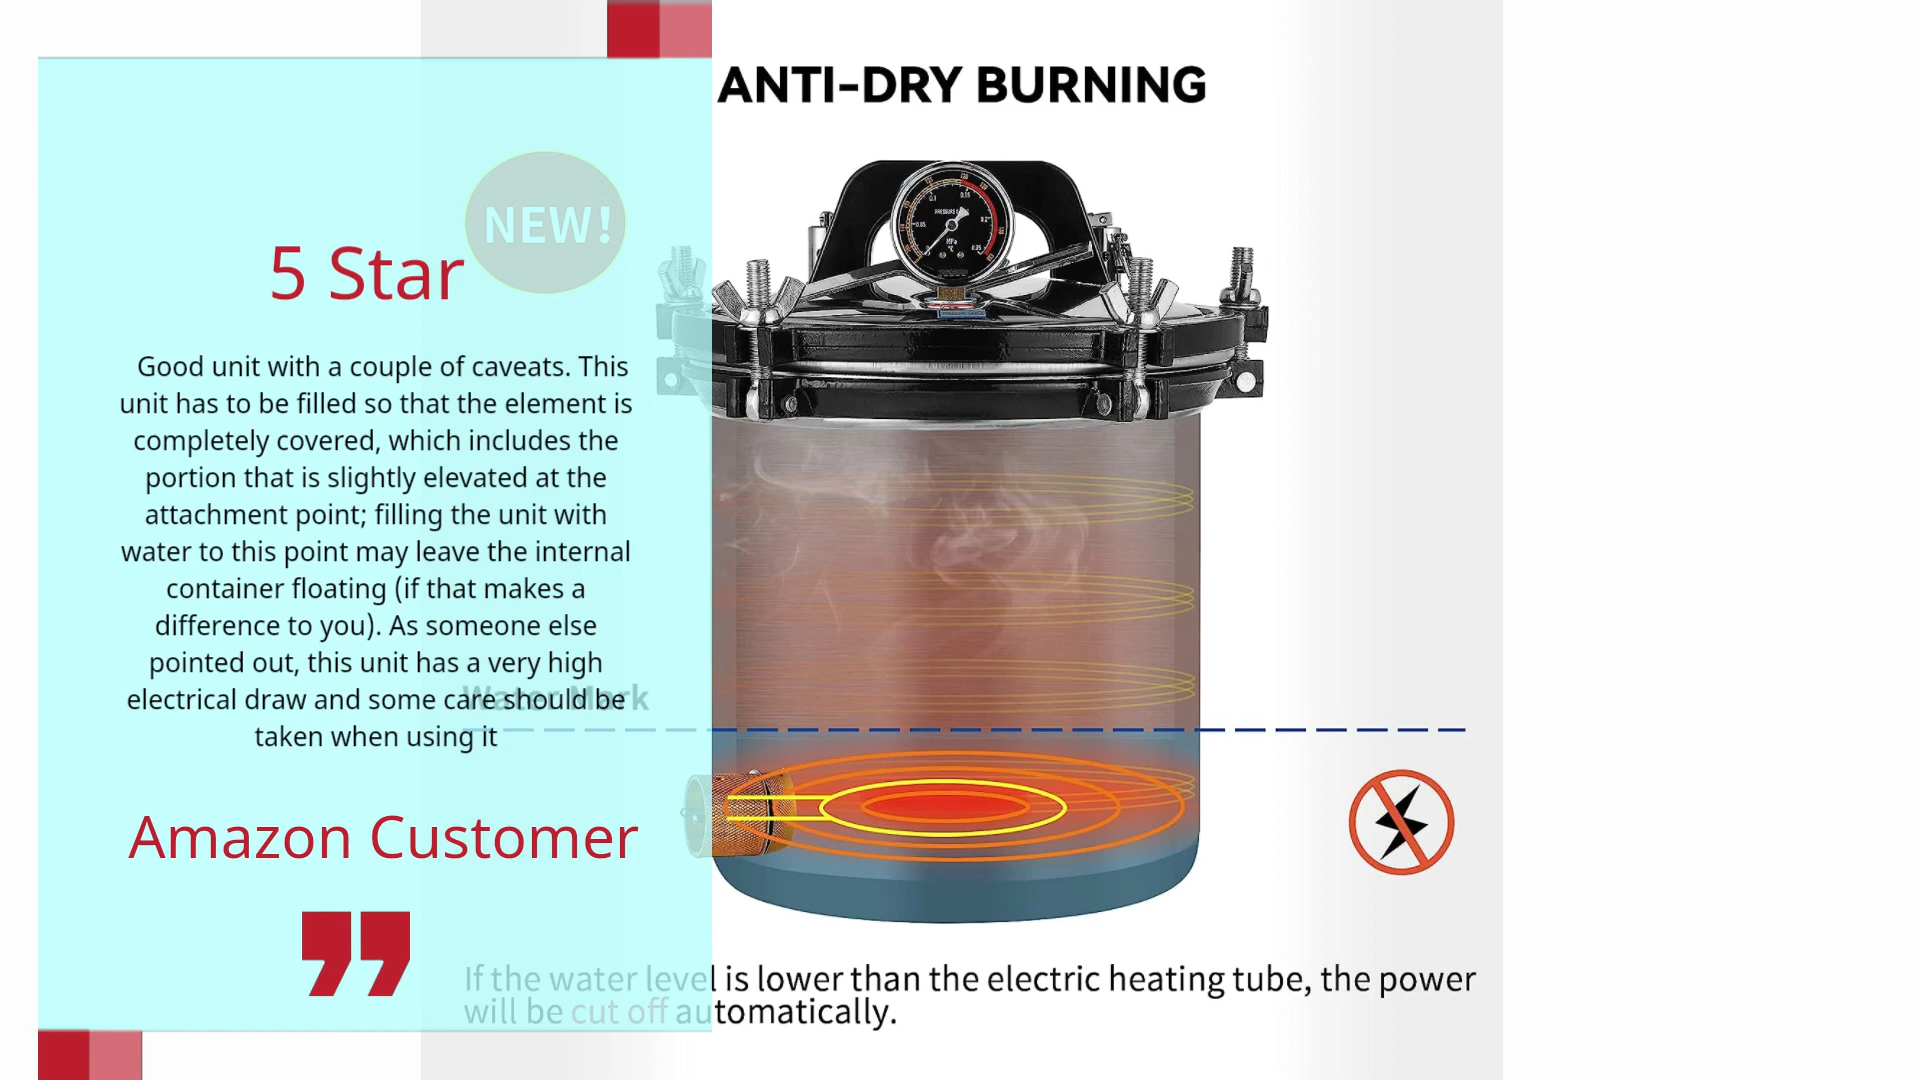 ANTI-DRY BURNING
NEW!
5 Star
Good unit with a couple of caveats. This
unit has to be filled so that the element is
completely covered, which includes the
portion that is slightly elevated at the
attachment point; filling the unit with
water to this point may leave the internal
container floating (if that makes a
difference to you). As someone else
pointed out, this unit has a very high
electrical draw and some care should be
taken when using it
Water Mark
Amazon Customer
If the water level is lower than the electric heating tube, the power
will be cut off automatically.